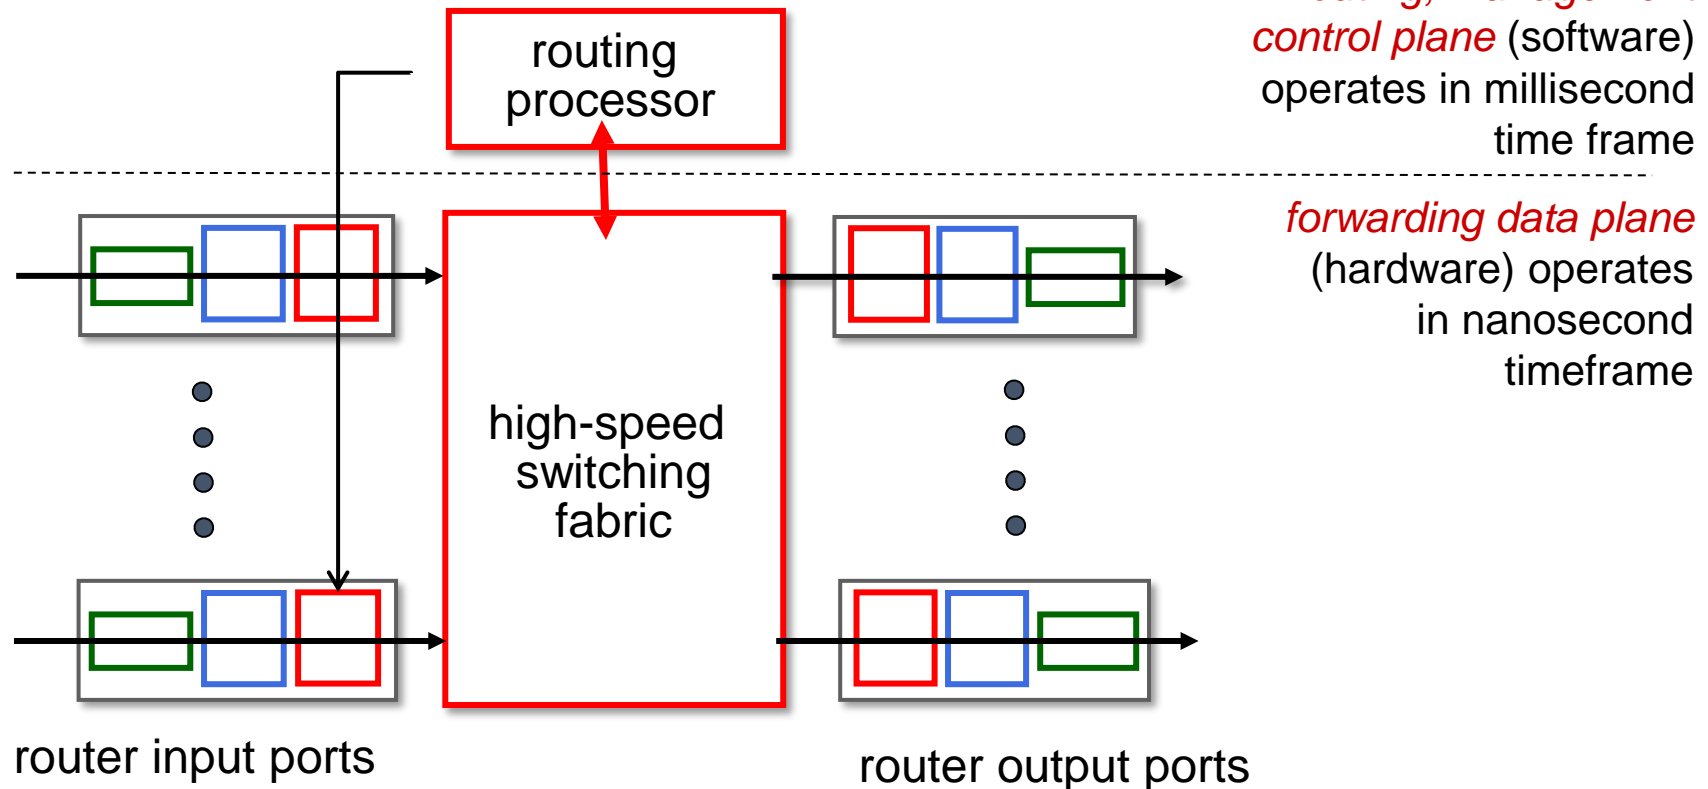 routing
processor
control plane (software)
operates in millisecond
time frame
forwarding data plane
(hardware) operates
in nanosecond
timeframe
high-speed
switching
fabric
router input ports
router output ports